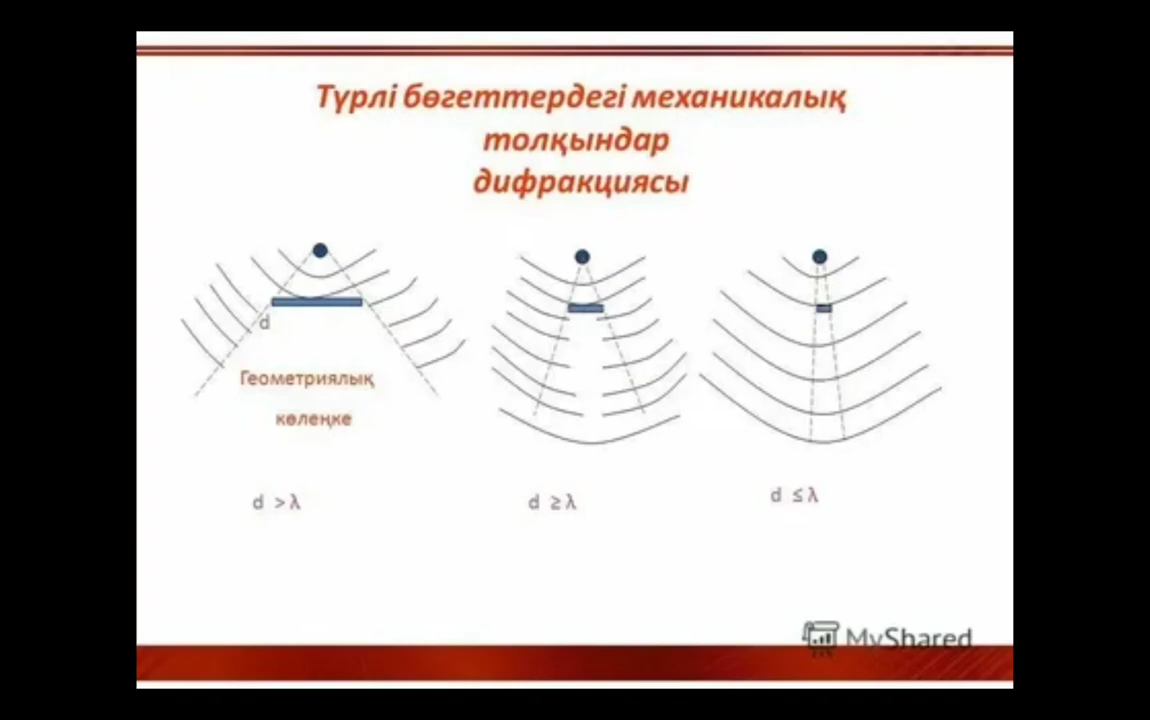 Түрлі бөгеттердегі механикалық
толқындар
дифракциясы
d
Геометриялық
көлеңке
d > λ
d ≥ λ
d ≤ λ
MyShared